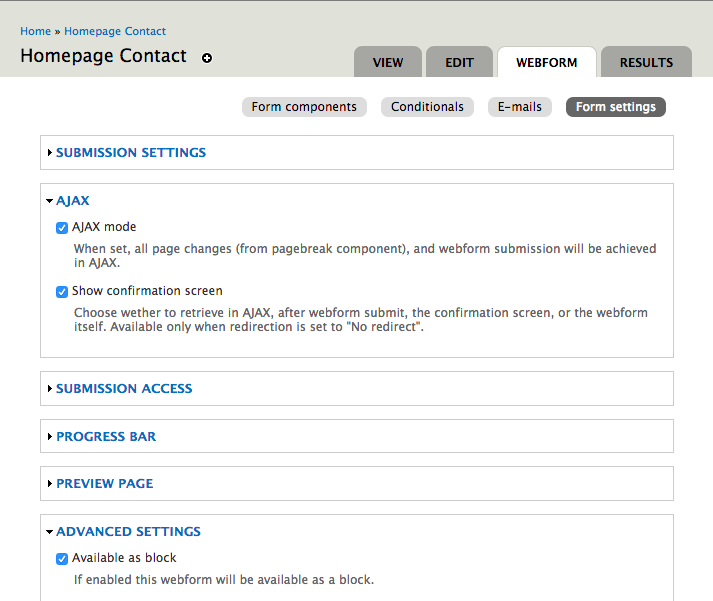 Home » Homepage Contact
Homepage Contact
VIEW EDIT WEBFORM RESULTS
Form components Conditionals E-mails Form settings
SUBMISSION SETTINGS
AJAX
AJAX mode
When set, all page changes (from pagebreak component), and webform submission will be achieved
in AJAX.
Show confirmation screen
Choose wether to retrieve in AJAX, after webform submit, the confirmation screen, or the webform
itself. Available only when redirection is set to "No redirect".
SUBMISSION ACCESS
PROGRESS BAR
PREVIEW PAGE
ADVANCED SETTINGS
Available as block
If enabled this webform will be available as a block.